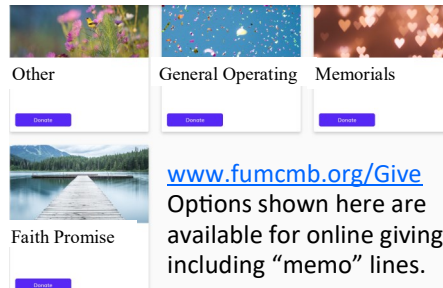 Other
General Operating
Memorials
Donate
Donate
Donate
Faith Promise
Donate
www.fumcmb.org/Give
Options shown here are
available for online giving
including “memo” lines.